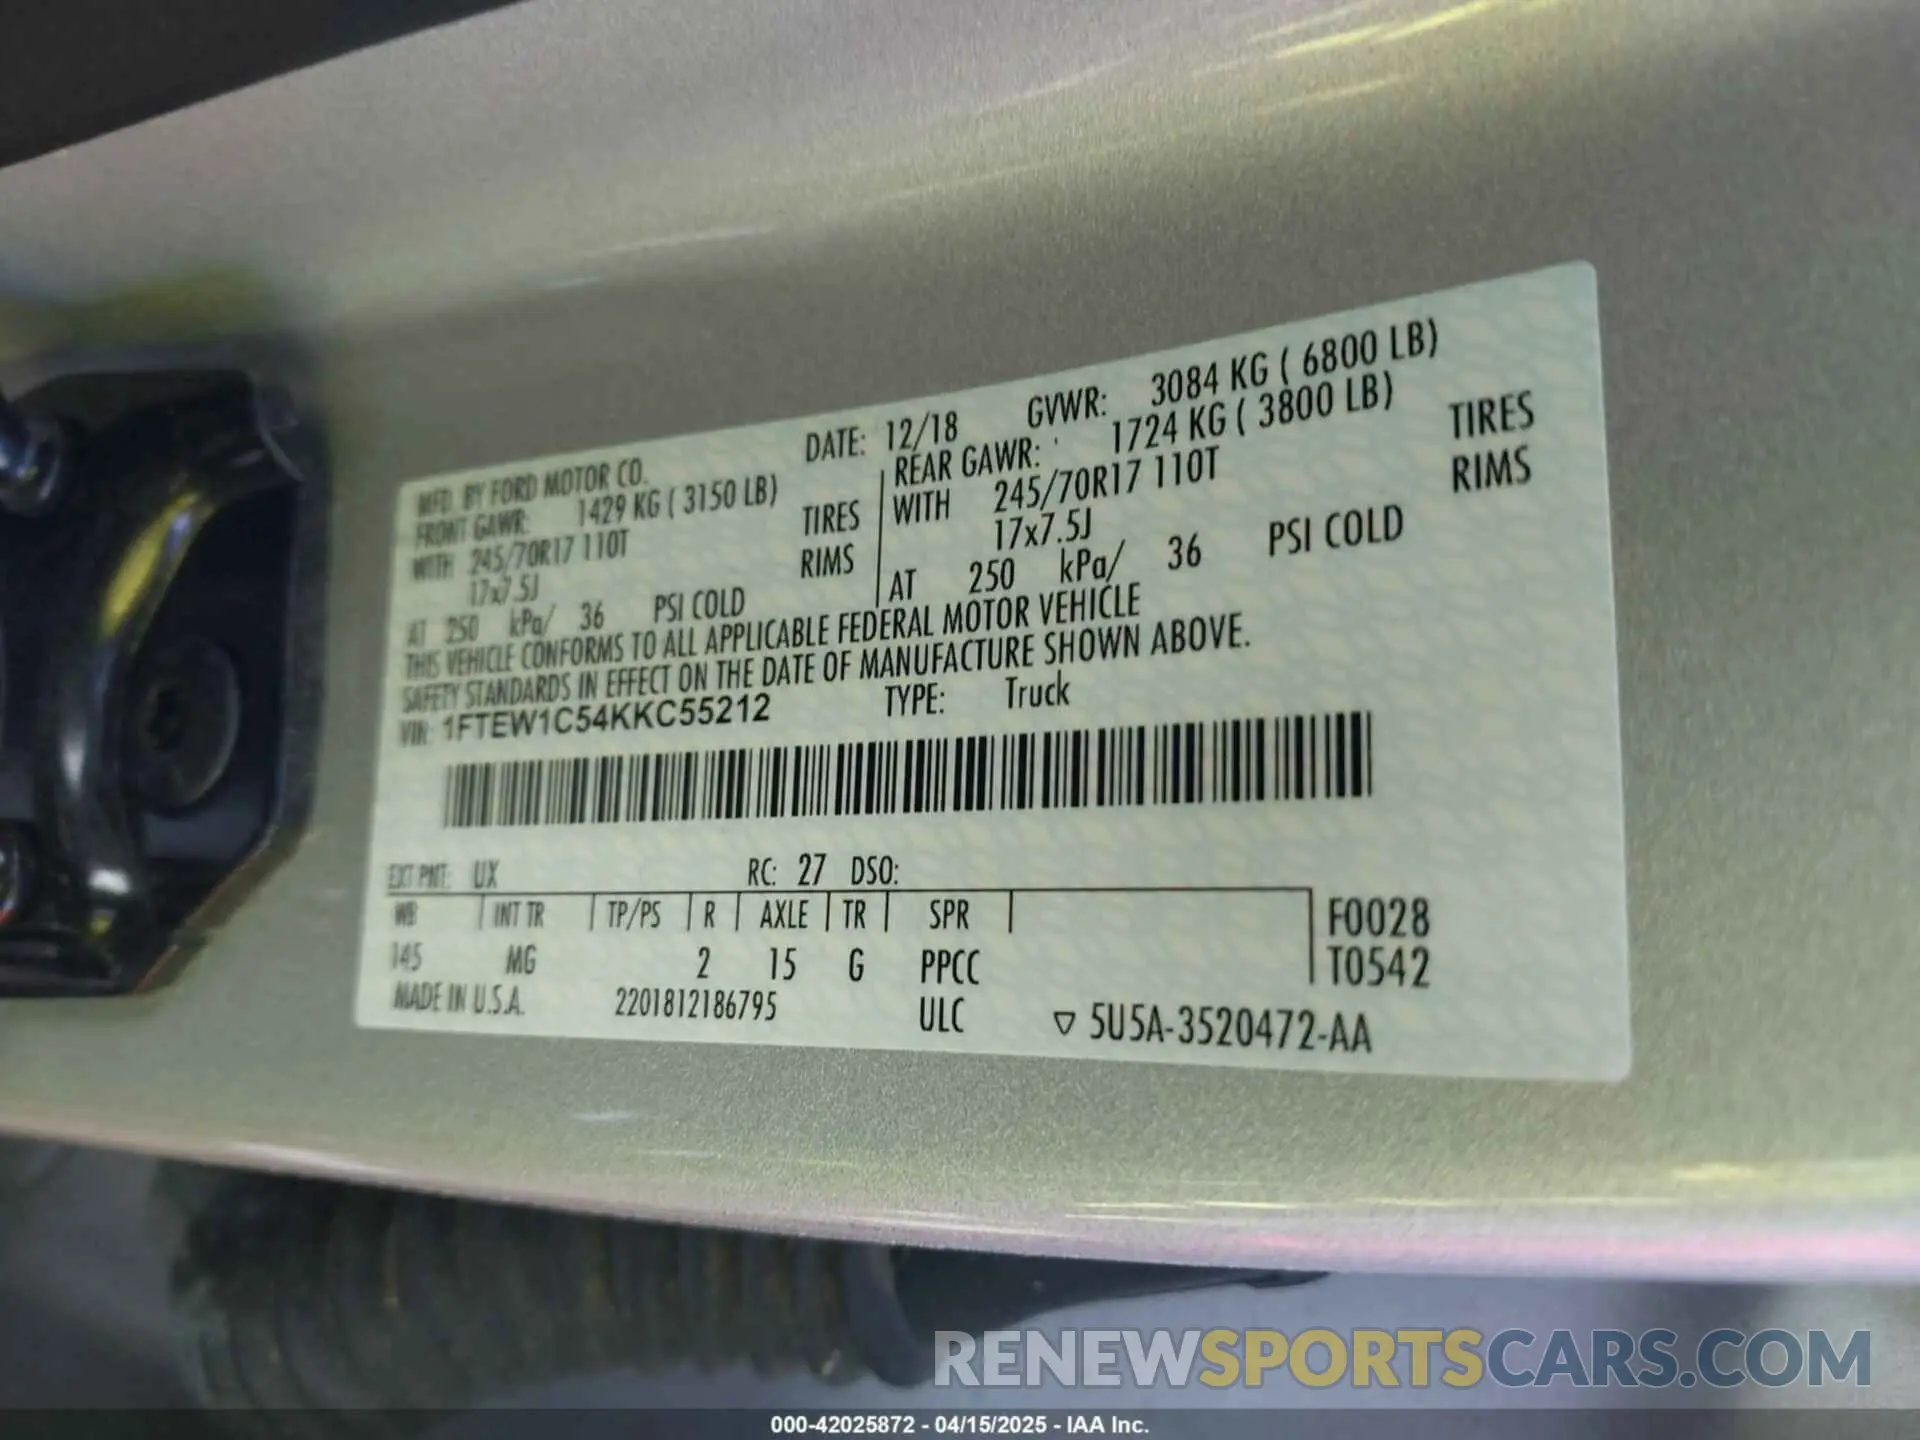 MFD. BY FORD MOTOR CO.
DATE: 12/18 GVWR: 3084 KG ( 6800 LB)
FRONT GAWR: 1429 KG ( 3150 LB)
REAR GAWR: 1724 KG ( 3800 LB)
WITH 245/70R17 110T TIRES
WITH 245/70R17 110T TIRES
17x7.5J RIMS
17x7.5J RIMS
AT 250 kPa/ 36 PSI COLD
AT 250 kPa/ 36 PSI COLD
THIS VEHICLE CONFORMS TO ALL APPLICABLE FEDERAL MOTOR VEHICLE
SAFETY STANDARDS IN EFFECT ON THE DATE OF MANUFACTURE SHOWN ABOVE.
VIN: 1FTEW1C54KKC55212 TYPE: Truck
EXT PNT: UX RC: 27 DSO:
WB INT TR TP/PS R AXLE TR SPR F0028
145 MG 2 15 G PPCC T0542
MADE IN U.S.A. 2201812186795 ULC ▽ 5U5A-3520472-AA
RENEWSPORTSCARS.COM
000-42025872 - 04/15/2025 - IAA Inc.